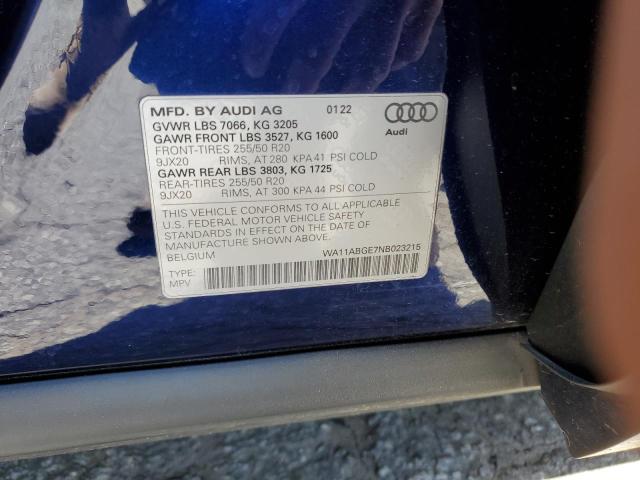 MFD. BY AUDI AG 01 22
GVWR LBS 7066, KG 3205
GAWR FRONT LBS 3527, KG 1600
FRONT-TIRES 255/50 R20
9JX20 RIMS, AT 280 KPA 41 PSI COLD
GAWR REAR LBS 3803, KG 1725
REAR-TIRES 255/50 R20
9JX20 RIMS, AT 300 KPA 44 PSI COLD
Audi
THIS VEHICLE CONFORMS TO ALL APPLICABLE
U.S. FEDERAL MOTOR VEHICLE SAFETY
STANDARDS IN EFFECT ON THE DATE OF
MANUFACTURE SHOWN ABOVE.
BELGIUM WA11ABGE7NB023215
TYPE:
MPV